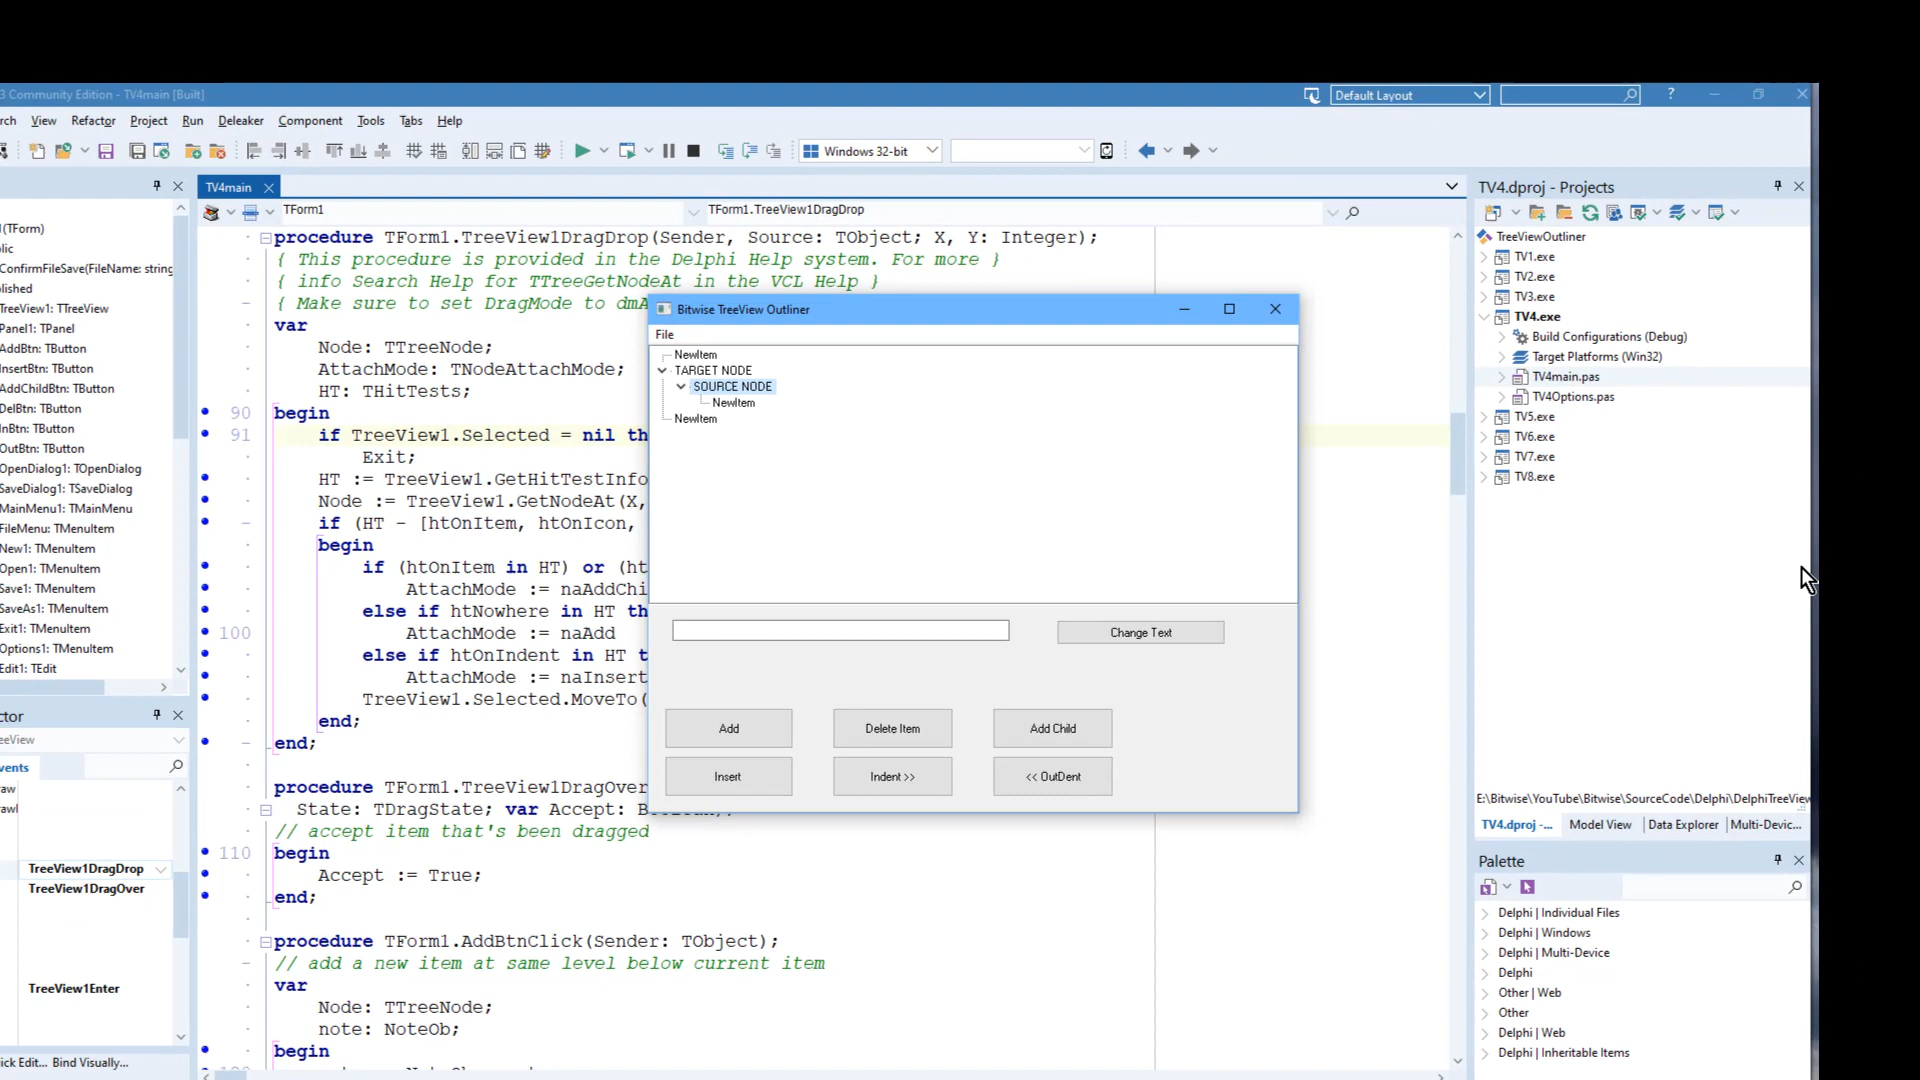 3 Community Edition - TV4main [Built]
Default Layout
?
rch View Refactor Project Run Deleaker Component Tools Tabs Help
Windows 32-bit
TV4main
TForm1
TForm1.TreeView1DragDrop
(TForm)
lic
ConfirmFileSave(FileName: string
lished
TreeView1: TTreeView
Panel1: TPanel
AddBtn: TButton
InsertBtn: TButton
AddChildBtn: TButton
DelBtn: TButton
InBtn: TButton
OutBtn: TButton
OpenDialog1: TOpenDialog
SaveDialog1: TSaveDialog
MainMenu1: TMainMenu
FileMenu: TMenuItem
New1: TMenuItem
Open1: TMenuItem
Save1: TMenuItem
SaveAs1: TMenuItem
Exit1: TMenuItem
Options1: TMenuItem
Edit1: TEdit
ctor
eeView
vents
raw
rawI
TreeView1DragDrop
TreeView1DragOver
TreeView1Enter
ick Edit... Bind Visually...
procedure TForm1.TreeView1DragDrop(Sender, Source: TObject; X, Y: Integer);
{ This procedure is provided in the Delphi Help system. For more }
{ info Search Help for TTreeGetNodeAt in the VCL Help }
{ Make sure to set DragMode to dmA
var
Node: TTreeNode;
AttachMode: TNodeAttachMode;
HT: THitTests;
90 begin
91 if TreeView1.Selected = nil th
Exit;
HT := TreeView1.GetHitTestInfo
Node := TreeView1.GetNodeAt(X,
if (HT - [htOnItem, htOnIcon,
begin
if (htOnItem in HT) or (ht
AttachMode := naAddChi
else if htNowhere in HT th
100 AttachMode := naAdd
else if htOnIndent in HT t
AttachMode := naInsert
TreeView1.Selected.MoveTo(
end;
end;
procedure TForm1.TreeView1DragOver
State: TDragState; var Accept: Boolean);
// accept item that's been dragged
110 begin
Accept := True;
end;
procedure TForm1.AddBtnClick(Sender: TObject);
// add a new item at same level below current item
var
Node: TTreeNode;
note: NoteOb;
begin
Bitwise TreeView Outliner
File
NewItem
TARGET NODE
SOURCE NODE
NewItem
NewItem
Change Text
Add
Delete Item
Add Child
Insert
Indent >>
<< OutDent
TV4.dproj - Projects
TreeViewOutliner
TV1.exe
TV2.exe
TV3.exe
TV4.exe
Build Configurations (Debug)
Target Platforms (Win32)
TV4main.pas
TV4Options.pas
TV5.exe
TV6.exe
TV7.exe
TV8.exe
E:\Bitwise\YouTube\Bitwise\SourceCode\Delphi\DelphiTreeView
TV4.dproj -... Model View Data Explorer Multi-Devic...
Palette
Delphi | Individual Files
Delphi | Windows
Delphi | Multi-Device
Delphi
Other | Web
Other
Delphi | Web
Delphi | Inheritable Items